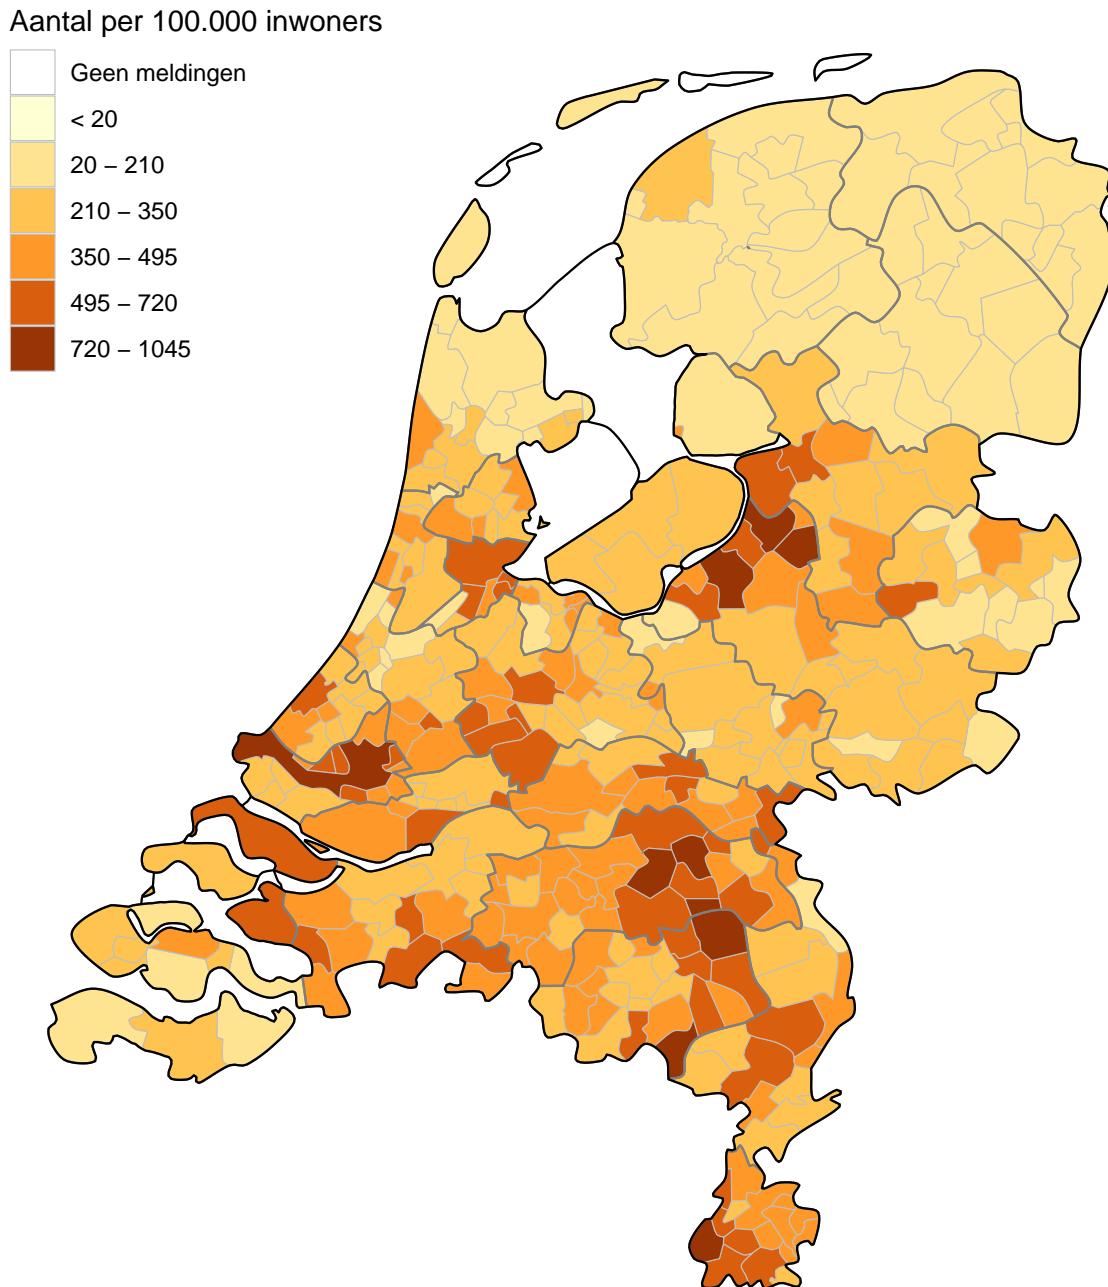 Aantal per 100.000 inwoners
Geen meldingen
< 20
20 – 210
210 – 350
350 – 495
495 – 720
720 – 1045